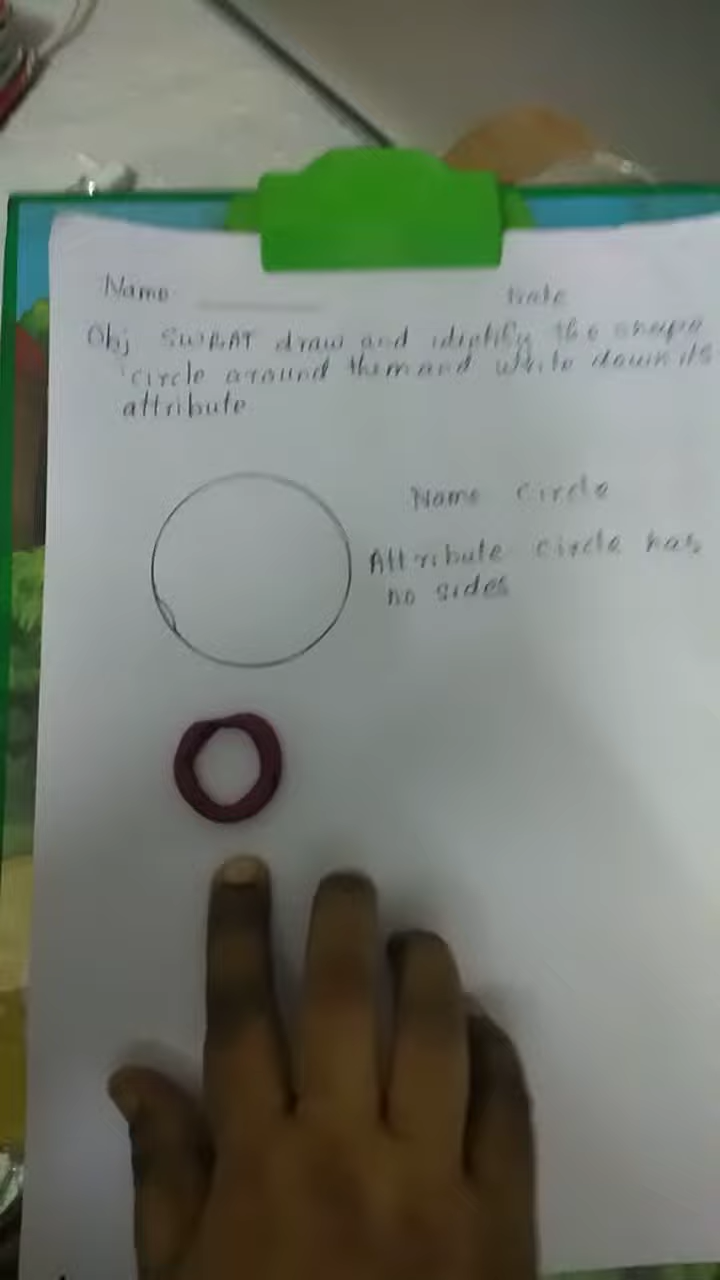 Name
Date
Obj SWBAT draw and identify the shape
circle around them and write down its
attribute
Name circle
Attribute circle has
no sides